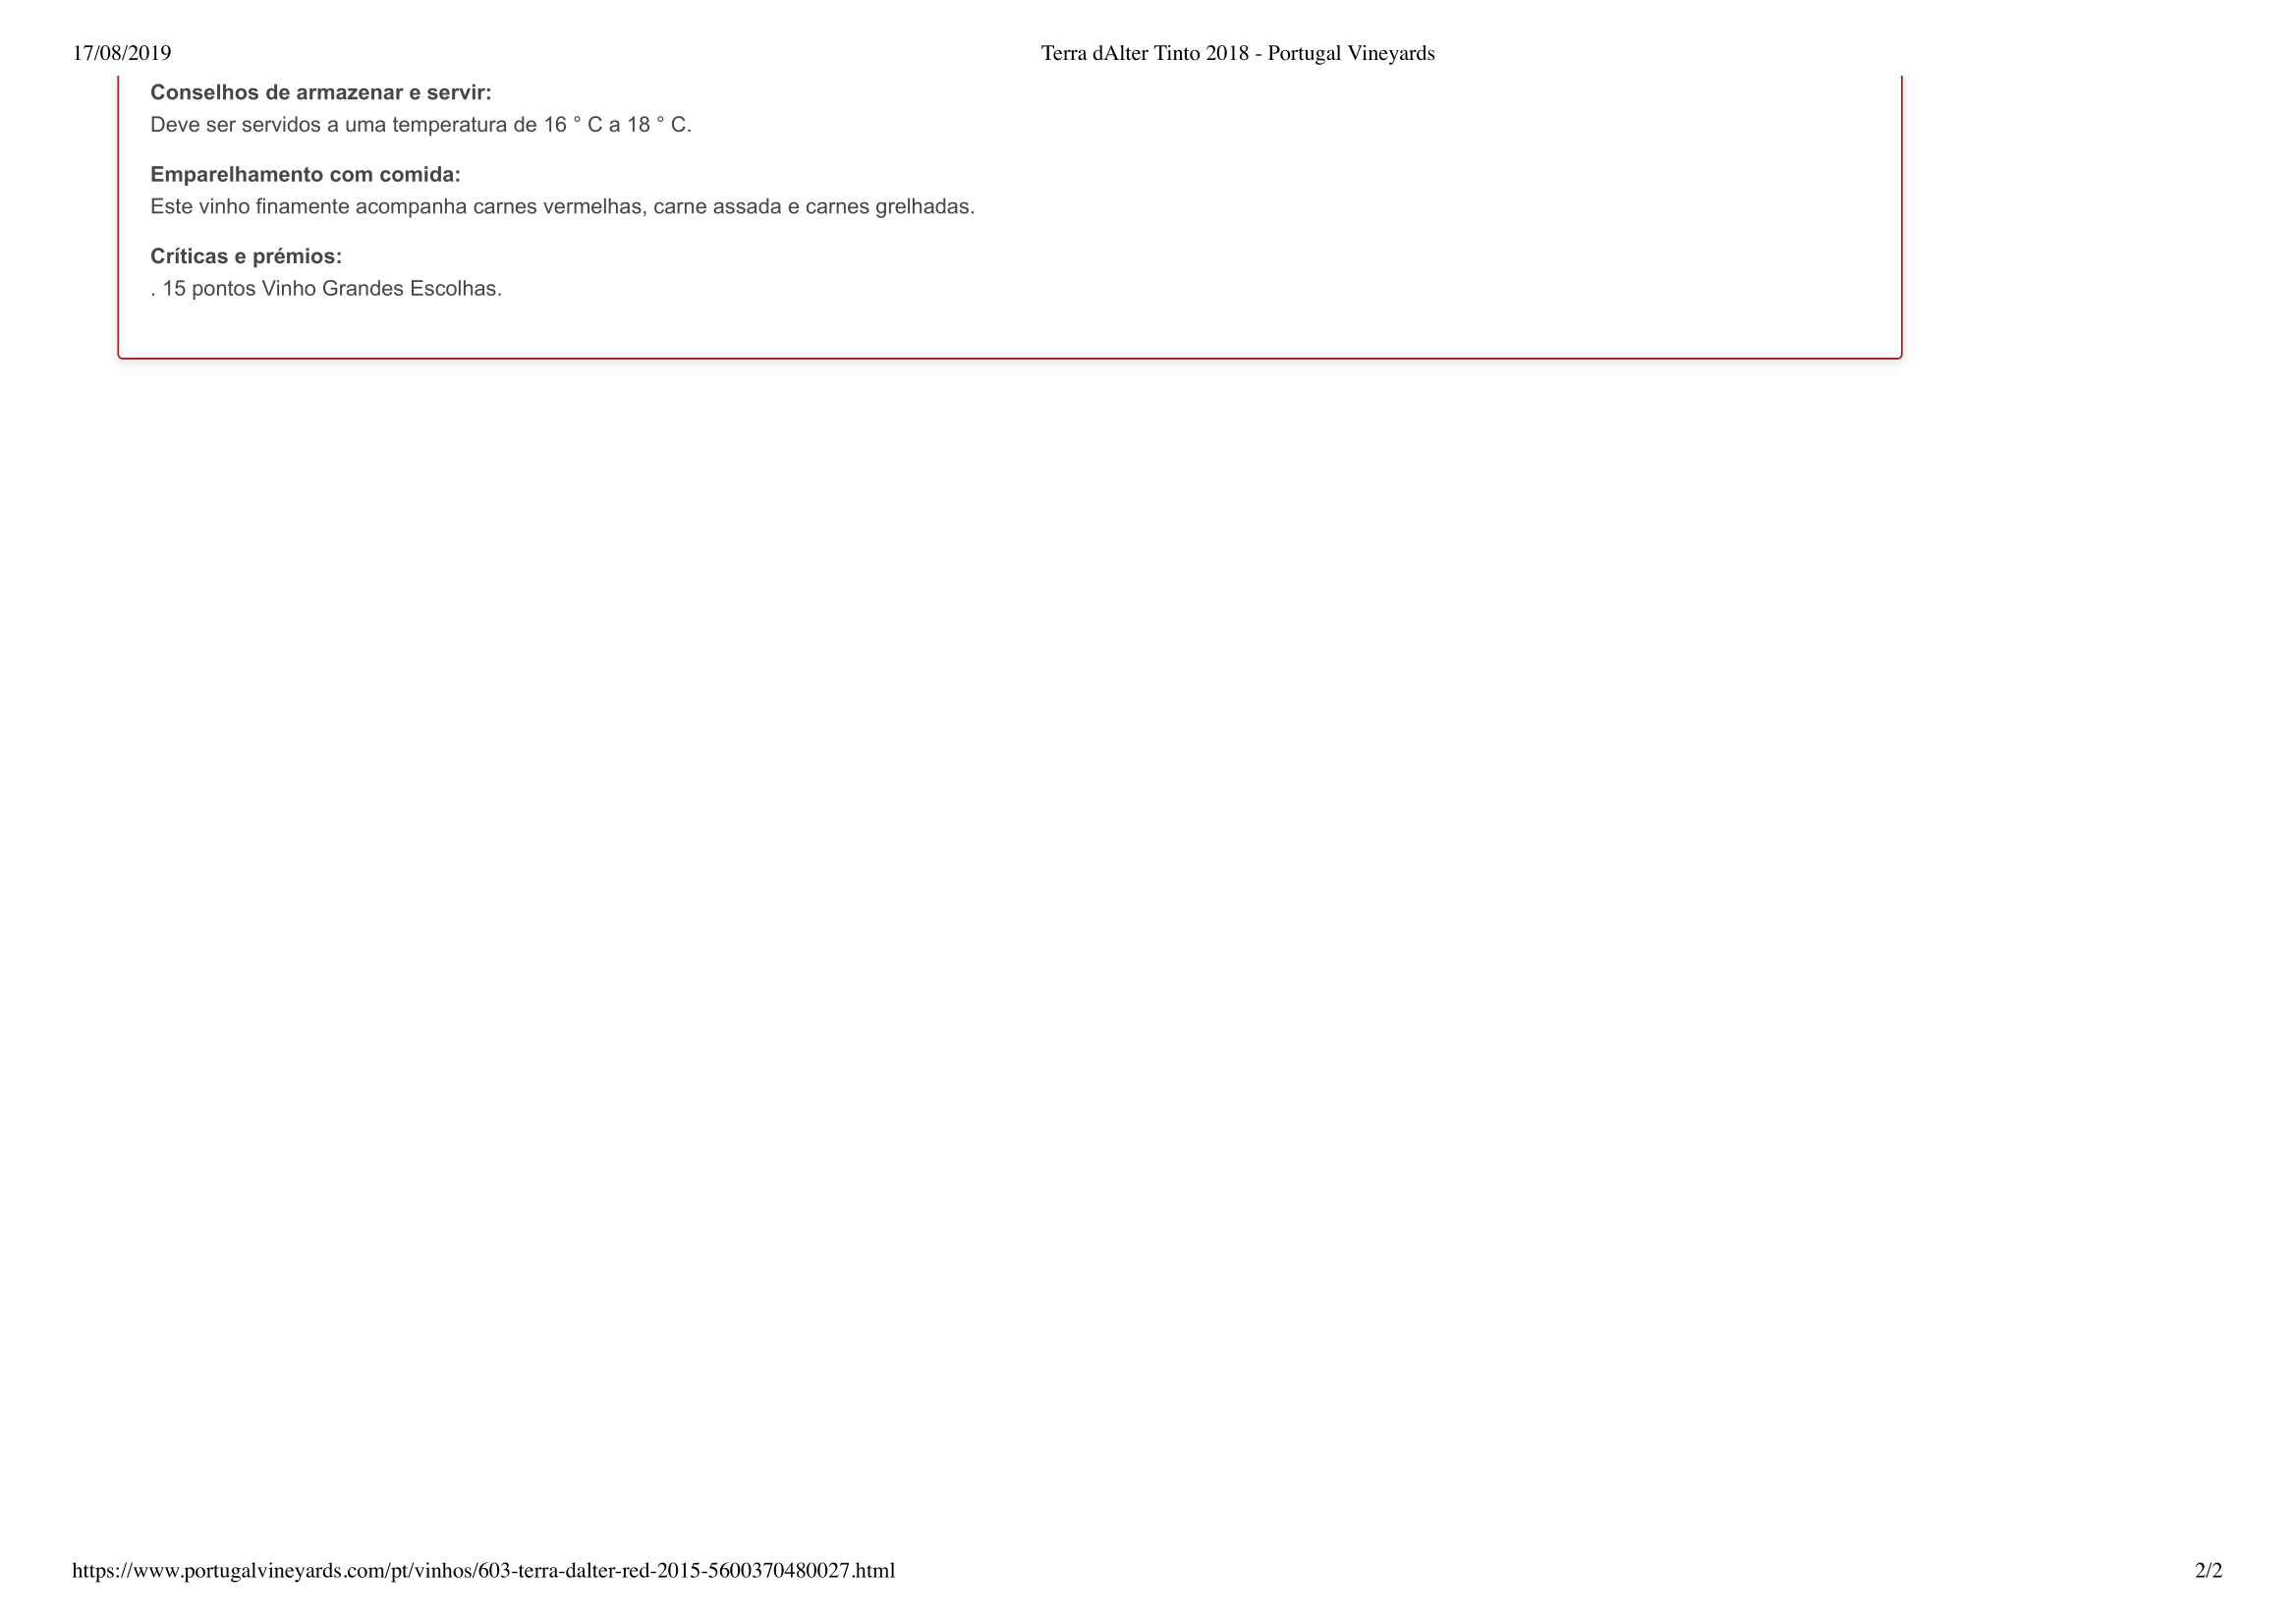 17/08/2019
Terra dAlter Tinto 2018 - Portugal Vineyards
Conselhos de armazenar e servir:
Deve ser servidos a uma temperatura de 16 ° C a 18 ° C.
Emparelhamento com comida:
Este vinho finamente acompanha carnes vermelhas, carne assada e carnes grelhadas.
Críticas e prémios:
. 15 pontos Vinho Grandes Escolhas.
https://www.portugalvineyards.com/pt/vinhos/603-terra-dalter-red-2015-5600370480027.html
2/2